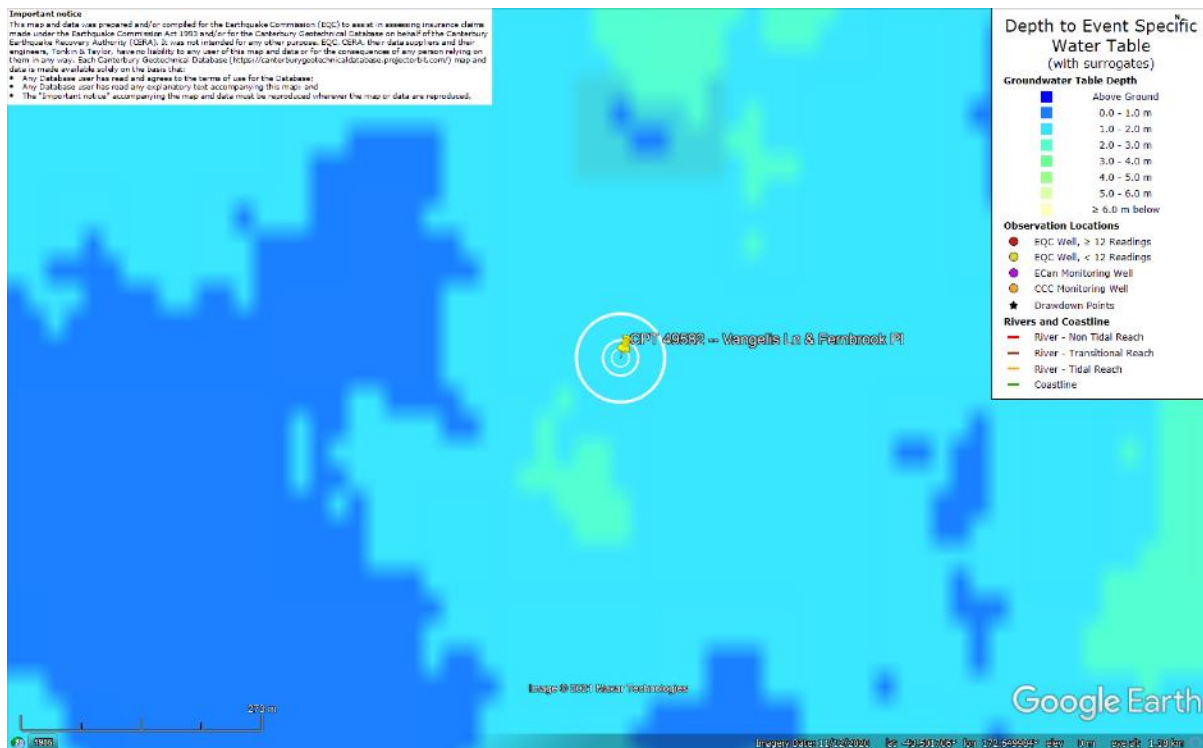 Important notice
This map and data was prepared and/or compiled for the Earthquake Commission (EQC) to assist in assessing insurance claims
made under the Earthquake Commission Act 1993 and/or for the Canterbury Geotechnical Database on behalf of the Canterbury
Earthquake Recovery Authority (CERA). It was not intended for any other purpose. EQC, CERA, their data suppliers and their
engineers, Tonkin & Taylor, have no liability to any user of this map and data or for the consequences of any person relying on
them in any way. Each Canterbury Geotechnical Database (https://canterburygeotechnicaldatabase.projectorbit.com/) map and
data is made available solely on the basis that:
• Any Database user has read and agrees to the terms of use for the Database;
• Any Database user has read any explanatory text accompanying this map; and
• The "Important notice" accompanying the map and data must be reproduced wherever the map or data are reproduced.
N
Depth to Event Specific
Water Table
(with surrogates)
Groundwater Table Depth
Above Ground
0.0 - 1.0 m
1.0 - 2.0 m
2.0 - 3.0 m
3.0 - 4.0 m
4.0 - 5.0 m
5.0 - 6.0 m
≥ 6.0 m below
Observation Locations
EQC Well, ≥ 12 Readings
EQC Well, < 12 Readings
ECan Monitoring Well
CCC Monitoring Well
Drawdown Points
Rivers and Coastline
River - Non Tidal Reach
River - Transitional Reach
River - Tidal Reach
Coastline
CPT 49582 -- Vangelis Ln & Fernbrook Pl
Image © 2021 Maxar Technologies
Google Earth
Imagery Date: 11/22/2020 lon elev 0 m eye alt